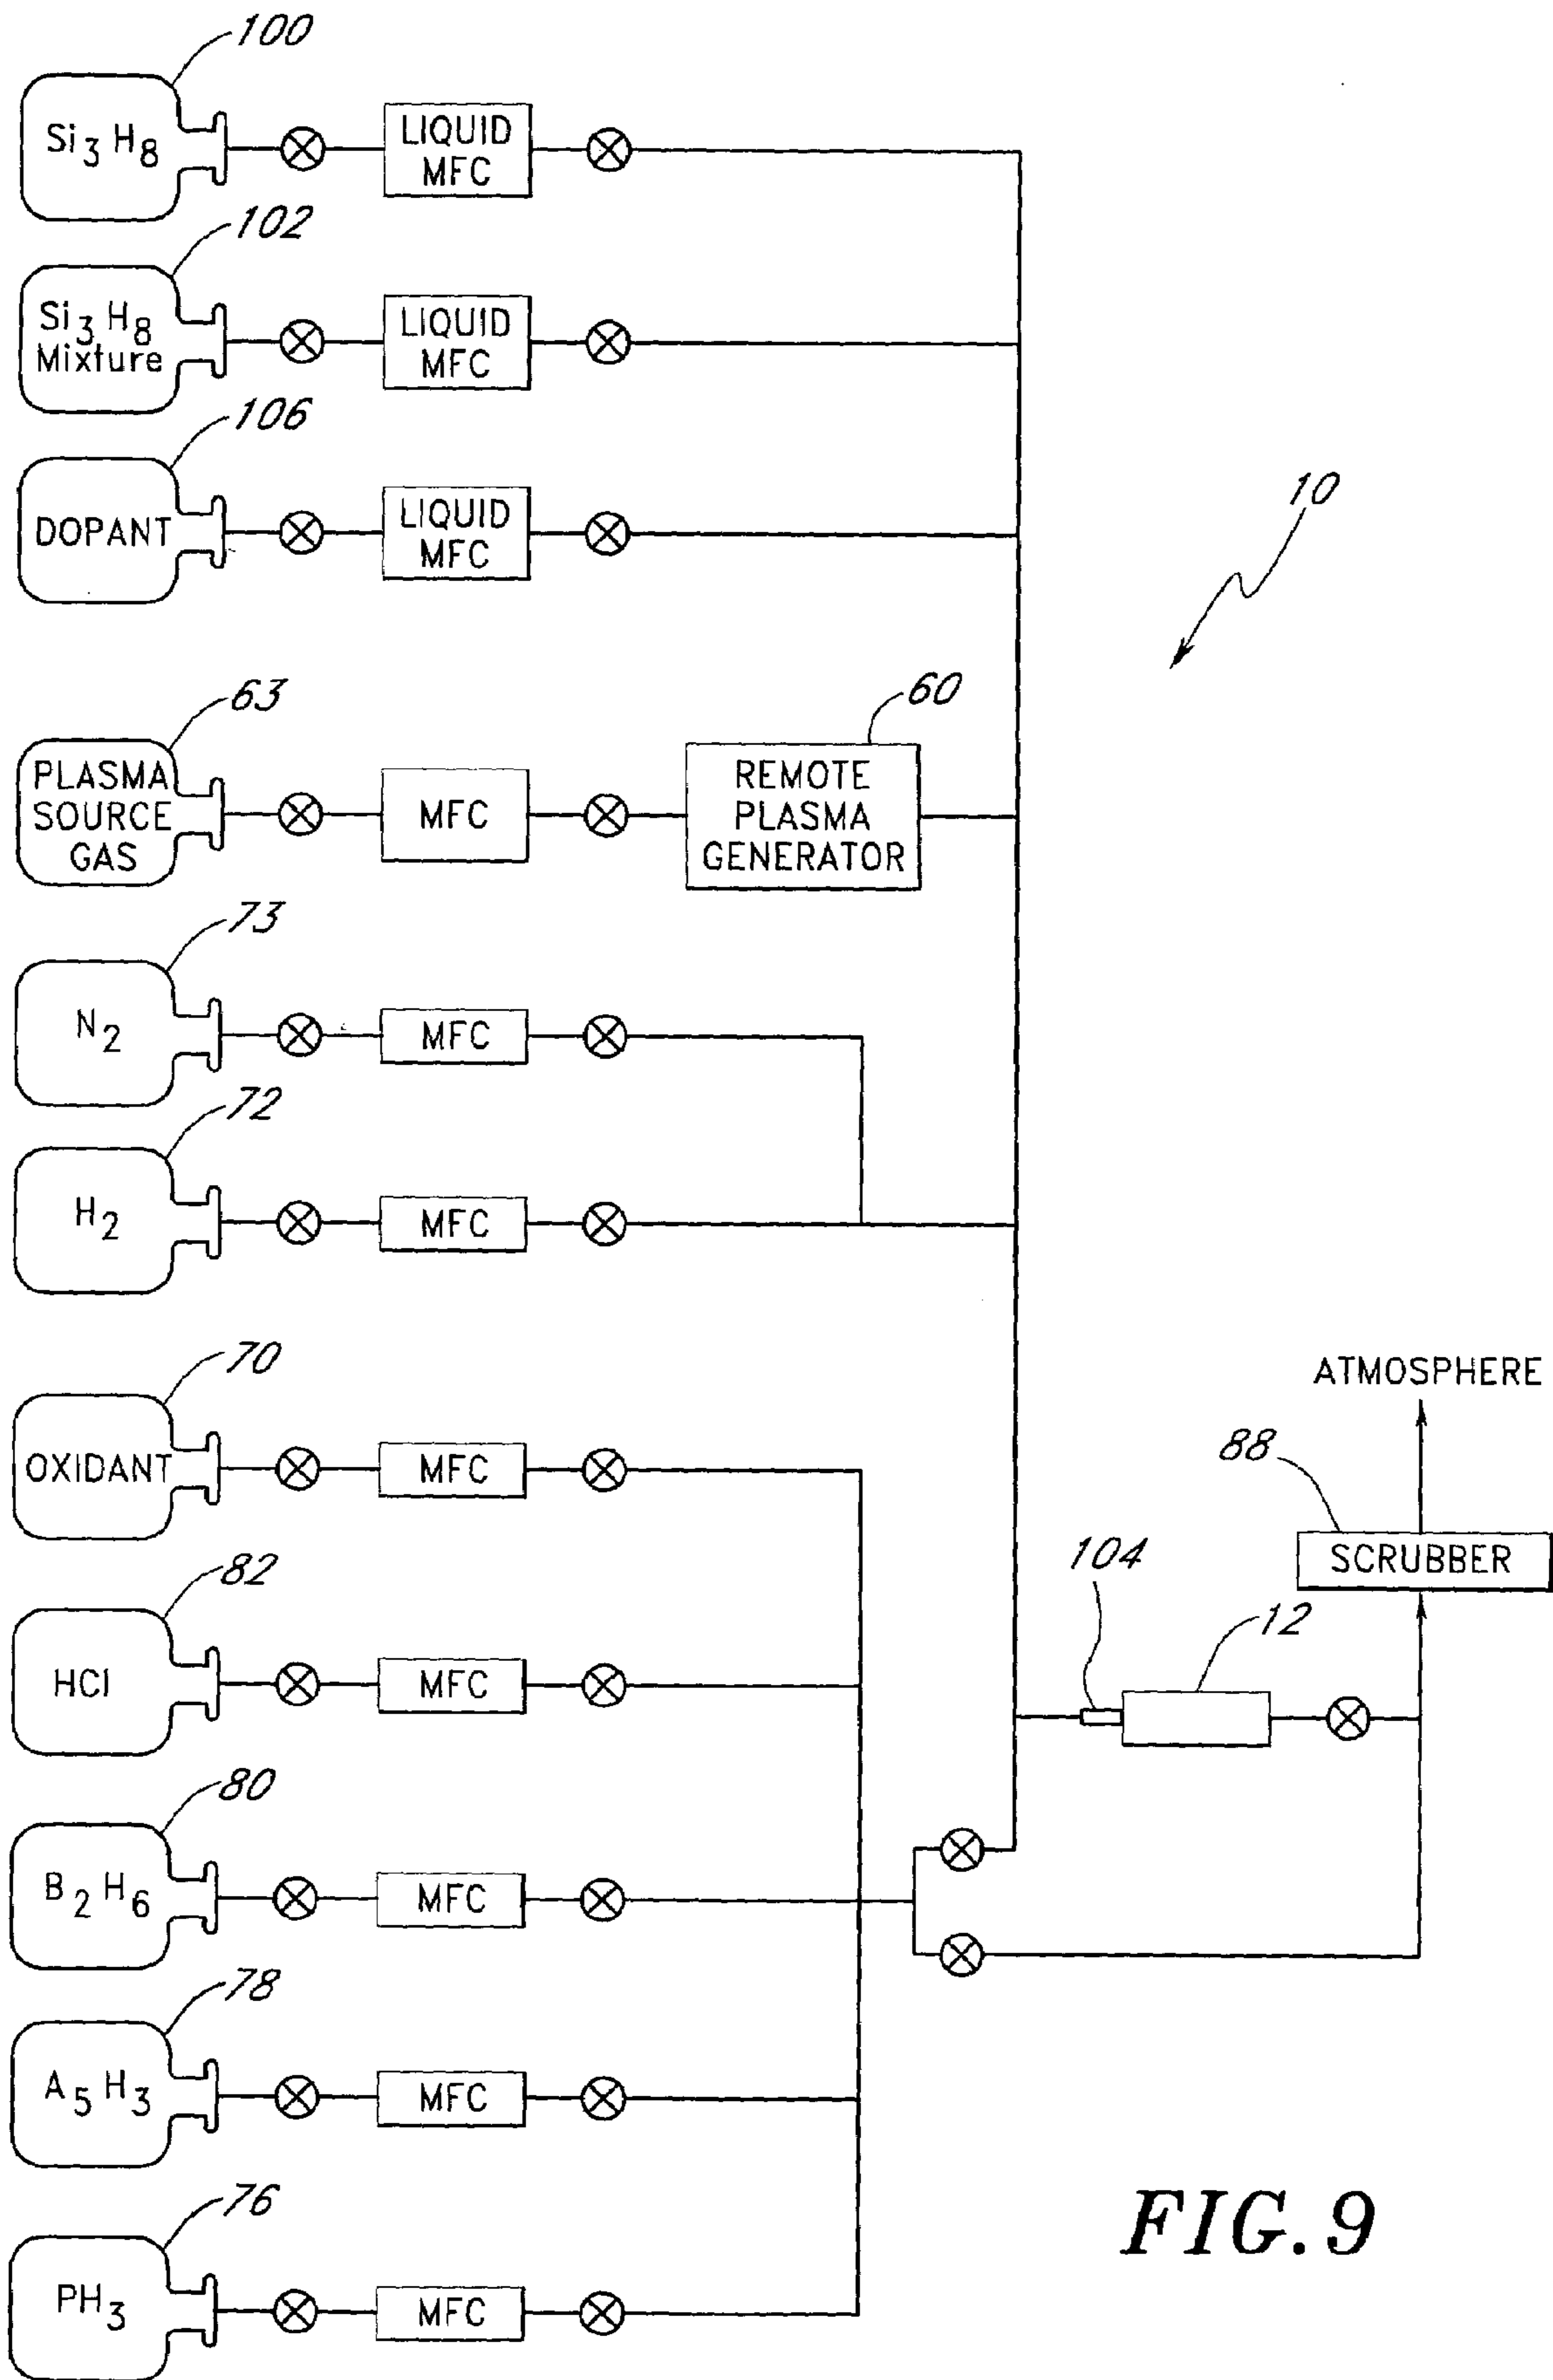 100
Si3 H8
LIQUID
MFC
102
Si3 H8
Mixture
LIQUID
MFC
106
DOPANT
LIQUID
MFC
10
63
PLASMA
SOURCE
GAS
MFC
60
REMOTE
PLASMA
GENERATOR
73
N2
MFC
72
H2
MFC
70
OXIDANT
MFC
ATMOSPHERE
88
SCRUBBER
82
HCl
MFC
104
12
80
B2 H6
MFC
78
A5 H3
MFC
76
PH3
MFC
FIG. 9